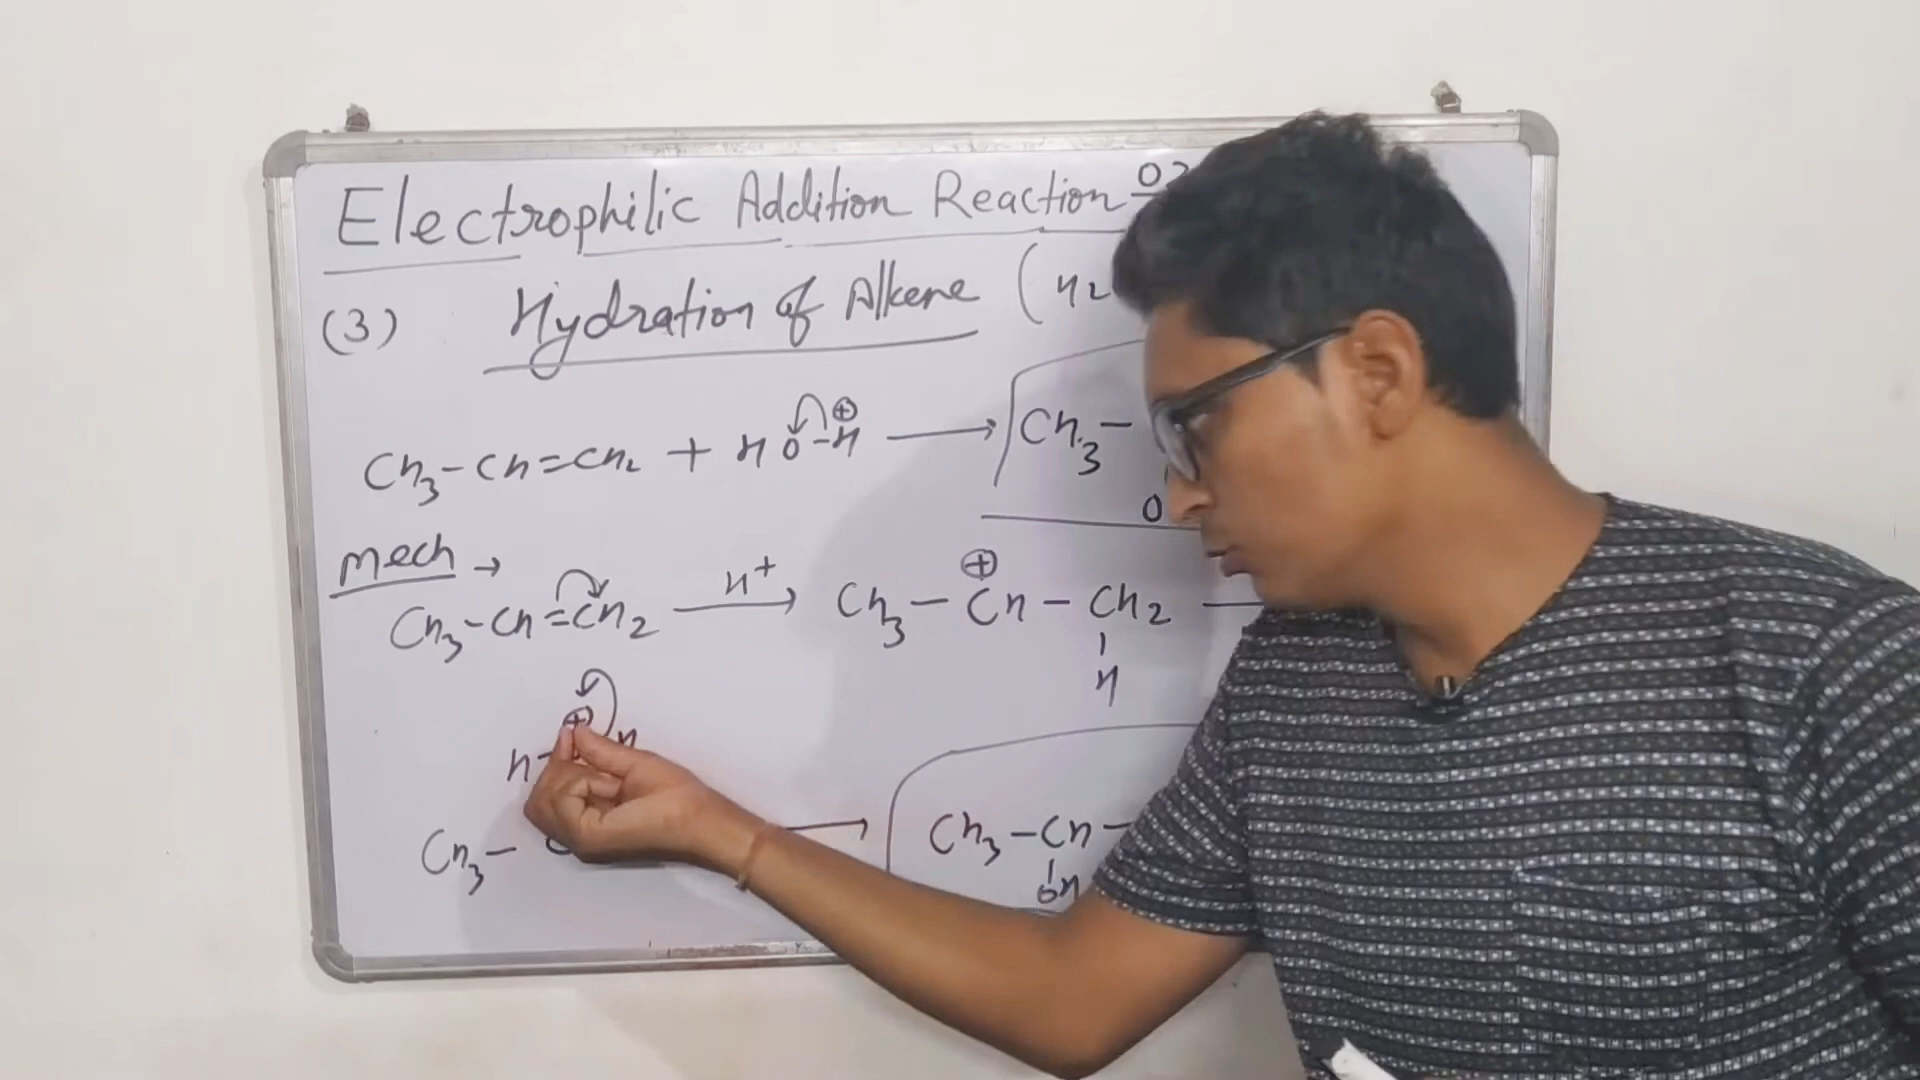 Electrophilic Addition Reaction
(3) Hydration of Alkene (H2
CH3-CH=CH2 + H O-H ⊕ → CH3-
O
Mech →
CH3-CH=CH2 H+ → CH3-CH-CH2 ⊕
H
⊕
H H
CH3- → CH3-CH-
OH